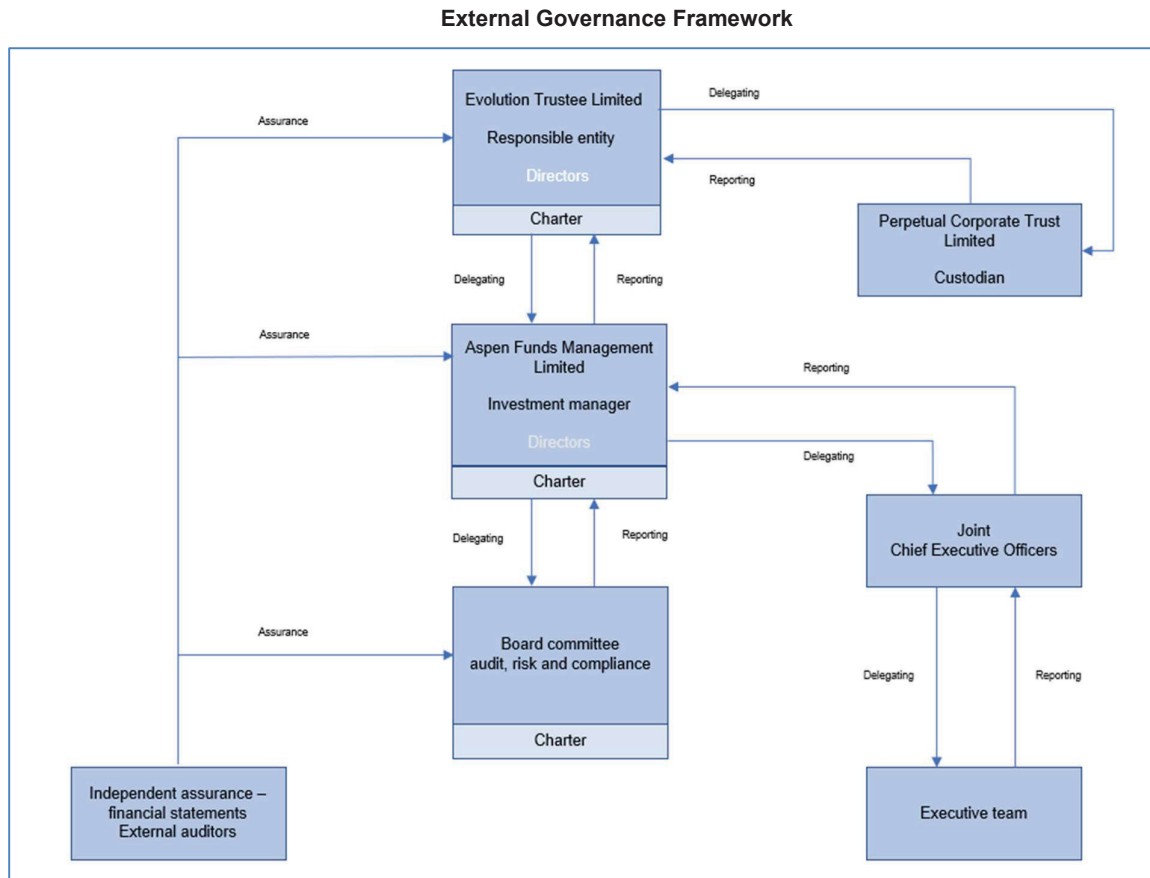 External Governance Framework
Evolution Trustee Limited
Responsible entity
Directors
Charter
Delegating
Assurance
Reporting
Perpetual Corporate Trust
Limited
Custodian
Delegating
Reporting
Assurance
Aspen Funds Management
Limited
Investment manager
Directors
Charter
Reporting
Delegating
Delegating
Reporting
Joint
Chief Executive Officers
Assurance
Board committee
audit, risk and compliance
Charter
Delegating
Reporting
Independent assurance –
financial statements
External auditors
Executive team